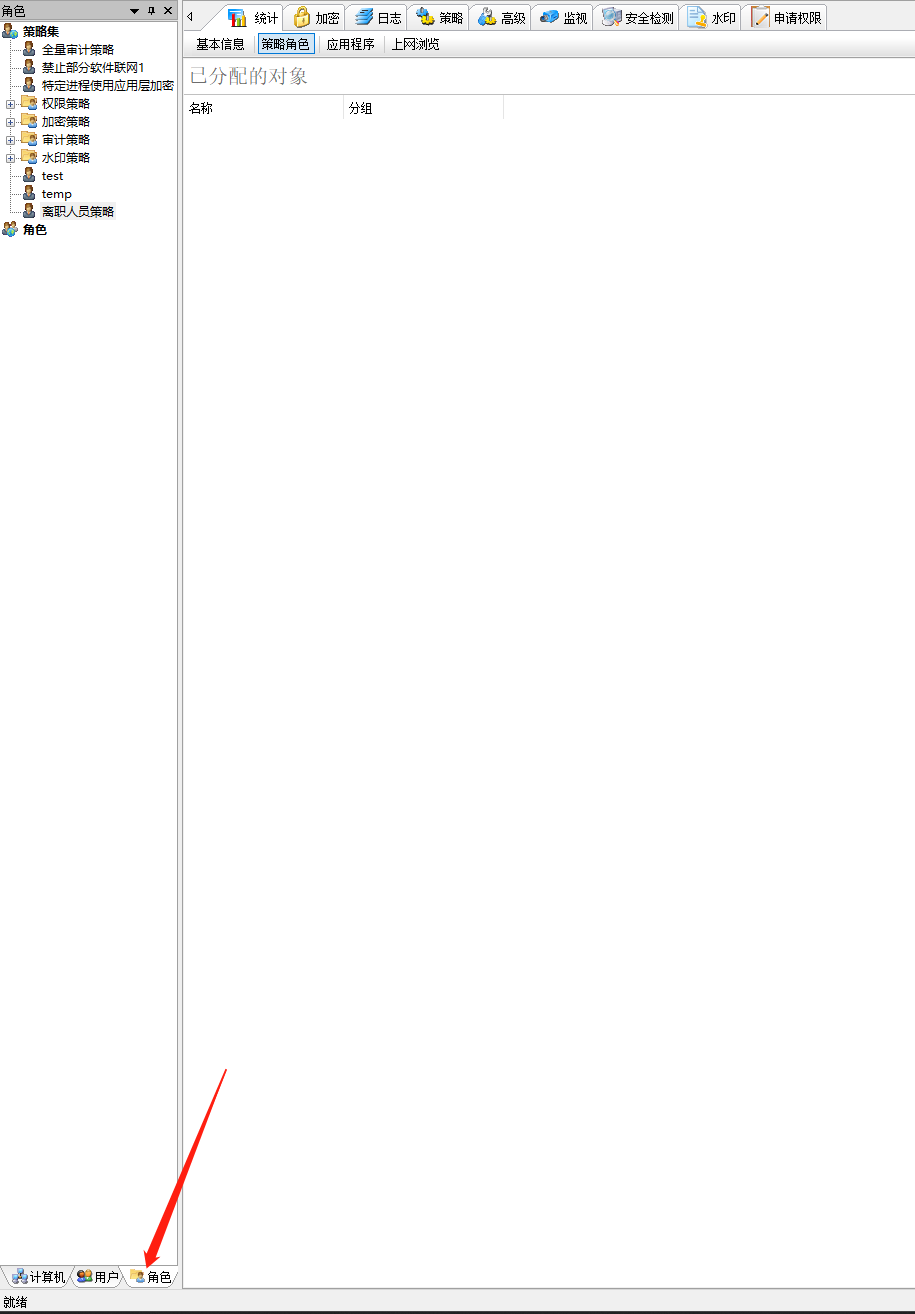 角色
策略集
全量审计策略
禁止部分软件联网1
特定进程使用应用层加密
权限策略
加密策略
审计策略
水印策略
test
temp
离职人员策略
角色
统计 加密 日志 策略 高级 监视 安全检测 水印 申请权限
基本信息 策略角色 应用程序 上网浏览
已分配的对象
名称 分组
计算机 用户 角色
就绪